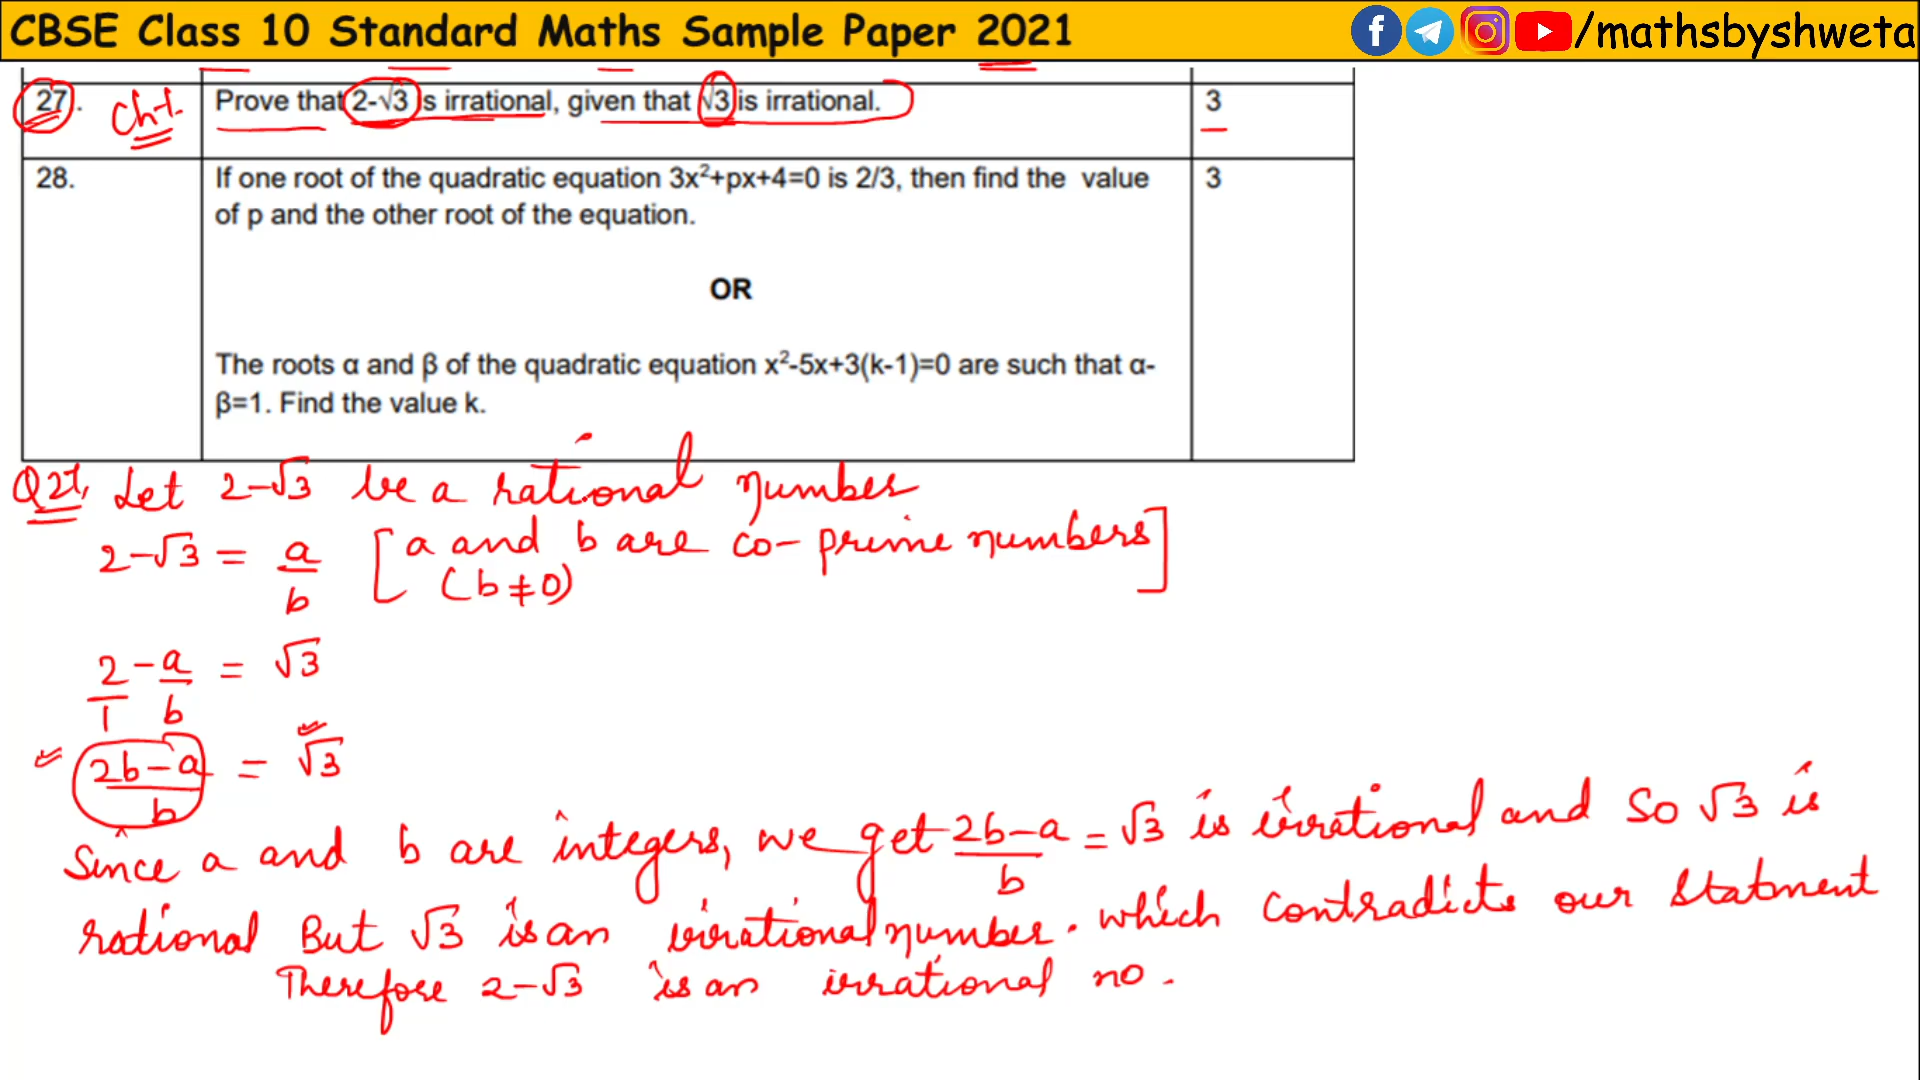 CBSE Class 10 Standard Maths Sample Paper 2021
/mathsbyshweta
27. Ch-1. Prove that 2-√3 is irrational, given that √3 is irrational. 3
28. If one root of the quadratic equation 3x²+px+4=0 is 2/3, then find the value 3
of p and the other root of the equation.
OR
The roots α and β of the quadratic equation x²-5x+3(k-1)=0 are such that α-
β=1. Find the value k.
Q27. Let 2-√3 be a rational number
2-√3 = a/b [a and b are co-prime numbers]
(b≠0)
2/1 - a/b = √3
2b-a/b = √3
Since a and b are integers, we get 2b-a/b = √3 is irrational and so √3 is
rational But √3 is an irrational number. which contradicts our statment
Therefore 2-√3 is an irrational no.